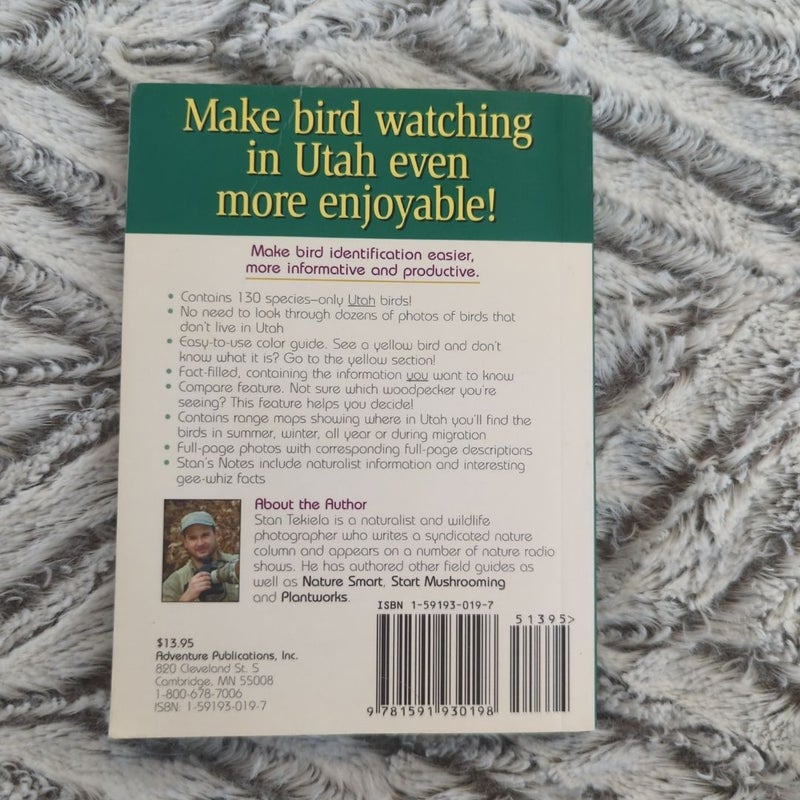 Make bird watching
in Utah even
more enjoyable!
Make bird identification easier,
more informative and productive.
• Contains 130 species–only Utah birds!
• No need to look through dozens of photos of birds that
don't live in Utah
• Easy-to-use color guide. See a yellow bird and don't
know what it is? Go to the yellow section!
• Fact-filled, containing the information you want to know
• Compare feature. Not sure which woodpecker you're
seeing? This feature helps you decide!
• Contains range maps showing where in Utah you'll find the
birds in summer, winter, all year or during migration
• Full-page photos with corresponding full-page descriptions
• Stan's Notes include naturalist information and interesting
gee-whiz facts
About the Author
Stan Tekiela is a naturalist and wildlife
photographer who writes a syndicated nature
column and appears on a number of nature radio
shows. He has authored other field guides as
well as Nature Smart, Start Mushrooming
and Plantworks.
$13.95
Adventure Publications, Inc.
820 Cleveland St. S
Cambridge, MN 55008
1-800-678-7006
ISBN: 1-59193-019-7
ISBN 1-59193-019-7
51395>
9 781591 930198